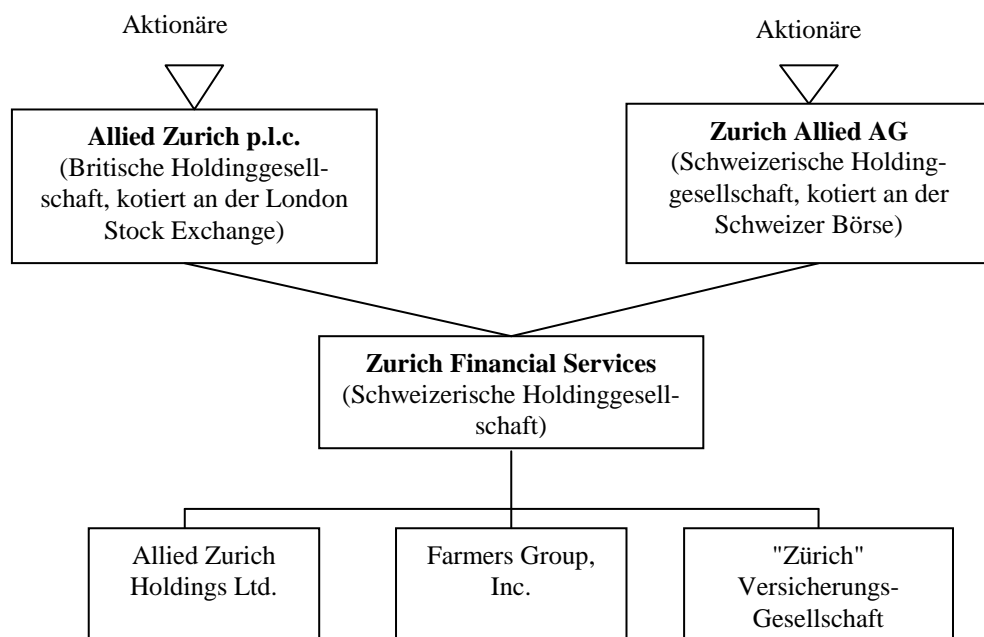 Aktionäre
Aktionäre
Allied Zurich p.l.c.
(Britische Holdinggesell-
schaft, kotiert an der London
Stock Exchange)
Zurich Allied AG
(Schweizerische Holding-
gesellschaft, kotiert an der
Schweizer Börse)
Zurich Financial Services
(Schweizerische Holdinggesell-
schaft)
Allied Zurich
Holdings Ltd.
Farmers Group,
Inc.
"Zürich"
Versicherungs-
Gesellschaft